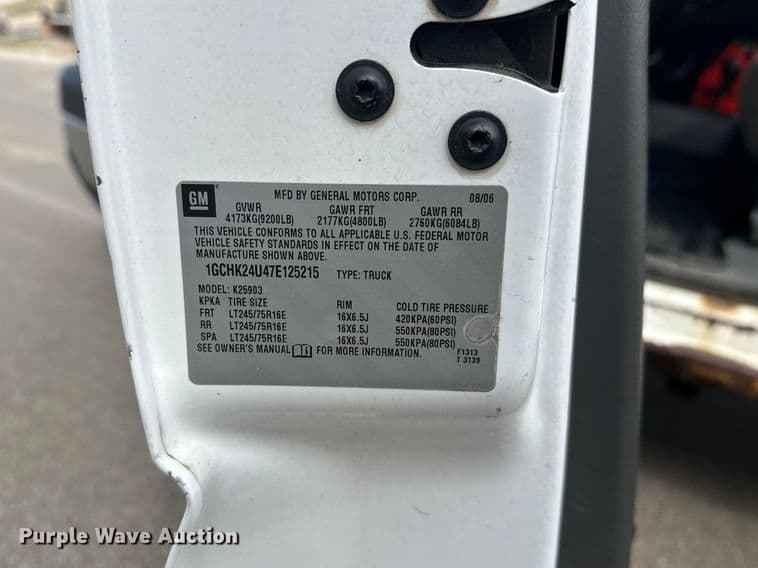 GM
MFD BY GENERAL MOTORS CORP. 08/06
GVWR GAWR FRT GAWR RR
4173KG(9200LB) 2177KG(4800LB) 2760KG(6084LB)
THIS VEHICLE CONFORMS TO ALL APPLICABLE U.S. FEDERAL MOTOR
VEHICLE SAFETY STANDARDS IN EFFECT ON THE DATE OF
MANUFACTURE SHOWN ABOVE.
1GCHK24U47E125215 TYPE: TRUCK
MODEL: K25903
KPKA TIRE SIZE RIM COLD TIRE PRESSURE
FRT LT245/75R16E 16X6.5J 420KPA(60PSI)
RR LT245/75R16E 16X6.5J 550KPA(80PSI)
SPA LT245/75R16E 16X6.5J 550KPA(80PSI)
SEE OWNER'S MANUAL FOR MORE INFORMATION. F1313
T 3139
Purple Wave Auction